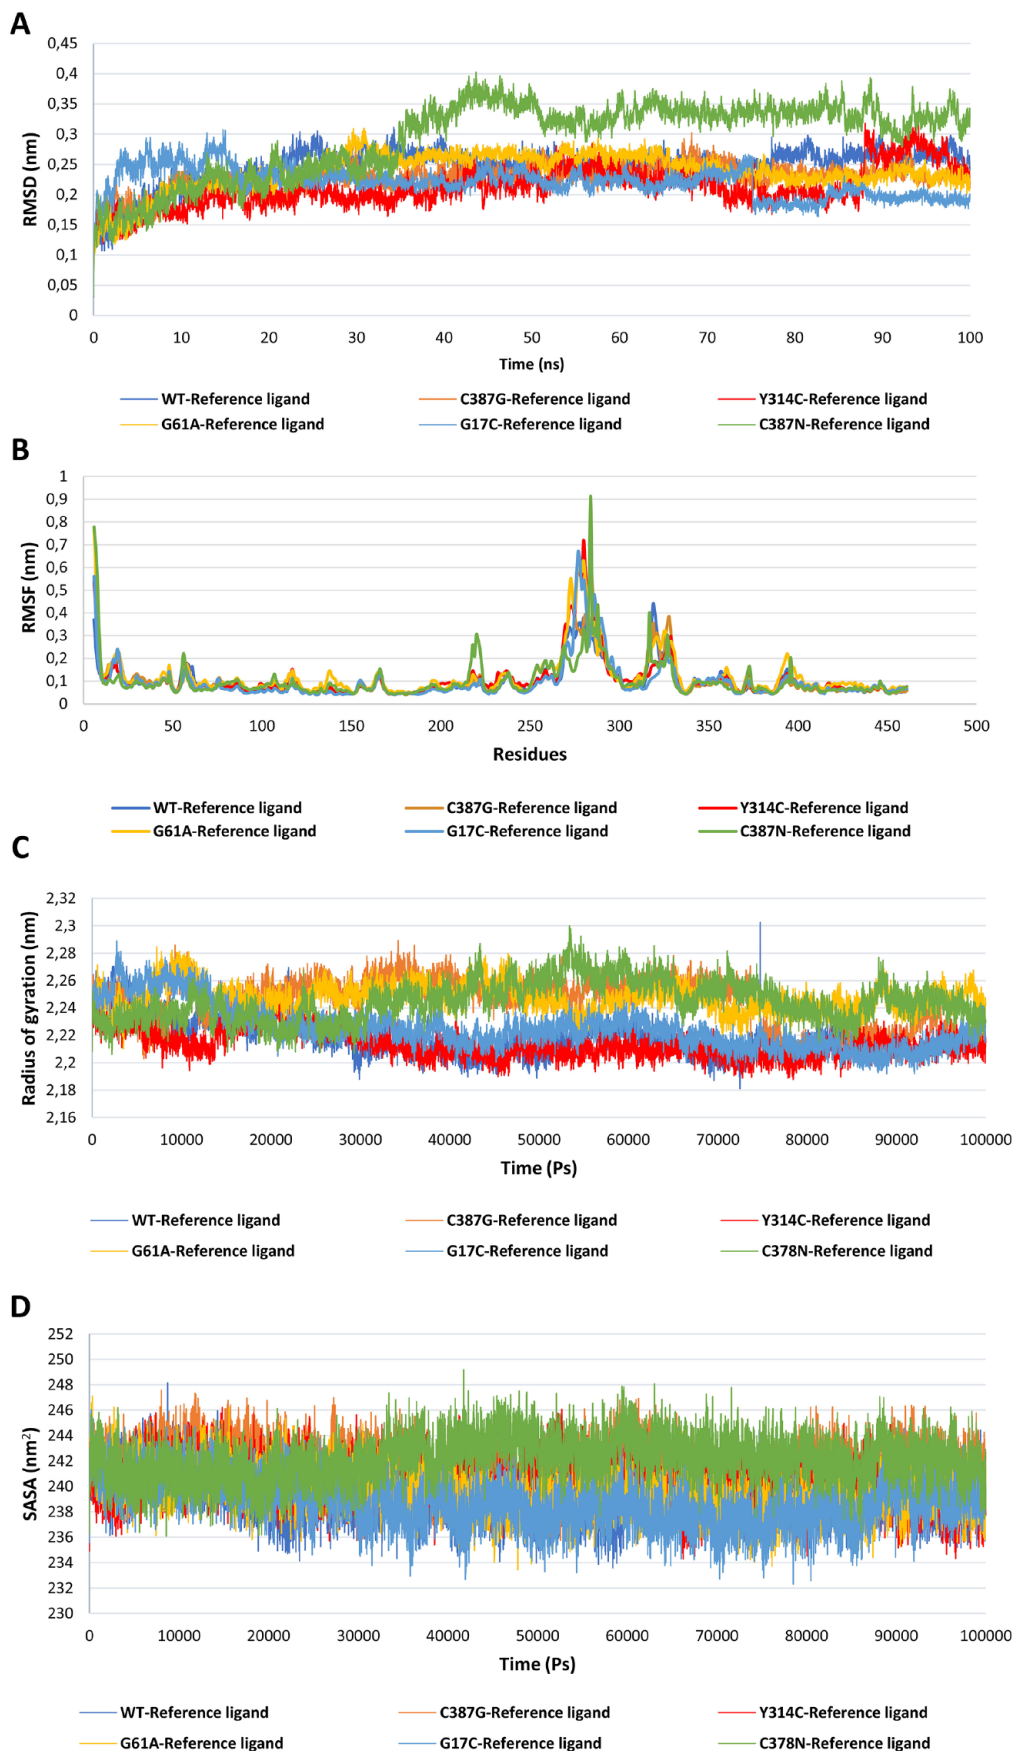 A
0,45
0,4
0,35
0,3
0,25
0,2
0,15
0,1
0,05
0
RMSD (nm)
0 10 20 30 40 50 60 70 80 90 100
Time (ns)
WT-Reference ligand C387G-Reference ligand Y314C-Reference ligand
G61A-Reference ligand G17C-Reference ligand C387N-Reference ligand
B
1
0,9
0,8
0,7
0,6
0,5
0,4
0,3
0,2
0,1
0
RMSF (nm)
0 50 100 150 200 250 300 350 400 450 500
Residues
WT-Reference ligand C387G-Reference ligand Y314C-Reference ligand
G61A-Reference ligand G17C-Reference ligand C387N-Reference ligand
C
2,32
2,3
2,28
2,26
2,24
2,22
2,2
2,18
2,16
Radius of gyration (nm)
0 10000 20000 30000 40000 50000 60000 70000 80000 90000 100000
Time (Ps)
WT-Reference ligand C387G-Reference ligand Y314C-Reference ligand
G61A-Reference ligand G17C-Reference ligand C378N-Reference ligand
D
252
250
248
246
244
242
240
238
236
234
232
230
SASA (nm²)
0 10000 20000 30000 40000 50000 60000 70000 80000 90000 100000
Time (Ps)
WT-Reference ligand C387G-Reference ligand Y314C-Reference ligand
G61A-Reference ligand G17C-Reference ligand C378N-Reference ligand